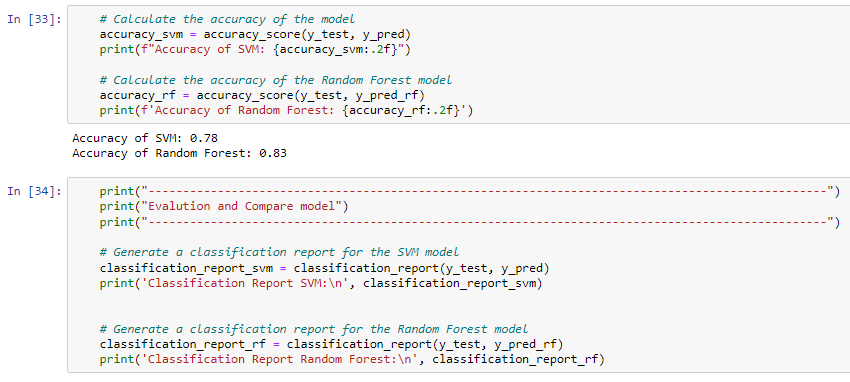 In [33]:
# Calculate the accuracy of the model
accuracy_svm = accuracy_score(y_test, y_pred)
print(f"Accuracy of SVM: {accuracy_svm:.2f}")
# Calculate the accuracy of the Random Forest model
accuracy_rf = accuracy_score(y_test, y_pred_rf)
print(f'Accuracy of Random Forest: {accuracy_rf:.2f}')
Accuracy of SVM: 0.78
Accuracy of Random Forest: 0.83
In [34]:
print("--------------------------------------------------------------------------------------------------")
print("Evalution and Compare model")
print("--------------------------------------------------------------------------------------------------")
# Generate a classification report for the SVM model
classification_report_svm = classification_report(y_test, y_pred)
print('Classification Report SVM:\n', classification_report_svm)
# Generate a classification report for the Random Forest model
classification_report_rf = classification_report(y_test, y_pred_rf)
print('Classification Report Random Forest:\n', classification_report_rf)